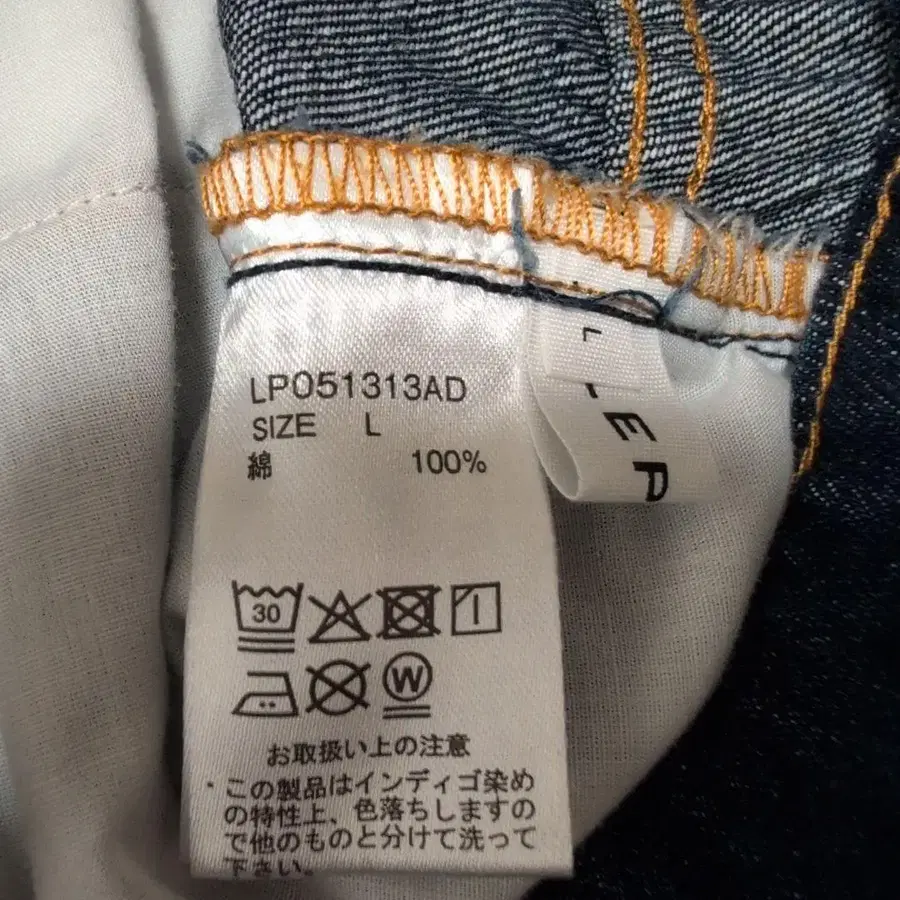 LP051313AD
SIZE L
綿 100%
30
W
お取扱い上の注意
・この製品はインディゴ染め
の特性上、色落ちしますの
で他のものと分けて洗って
下さい。
L
EP